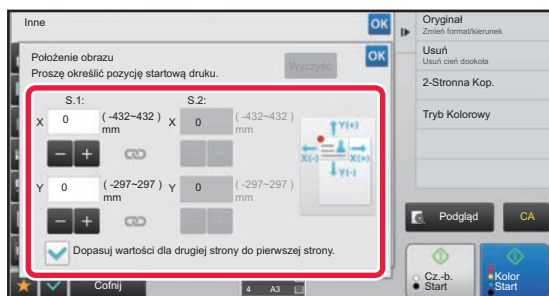 Inne
OK
Położenie obrazu
Proszę określić pozycję startową druku.
Wyczyść
OK
S.1:
S.2:
X 0 (-432~432) mm
X 0 (-432~432) mm
- +
- +
Y(+)
X(-) X(+)
Y(-)
Y 0 (-297~297) mm
Y 0 (-297~297) mm
- +
- +
Dopasuj wartości dla drugiej strony do pierwszej strony.
Cofnij
4 A3
Oryginał
Zmień format/kierunek
Usuń
Usuń cień dookoła
2-Stronna Kop.
Tryb Kolorowy
Podgląd
CA
Cz.-b.
Start
Kolor
Start